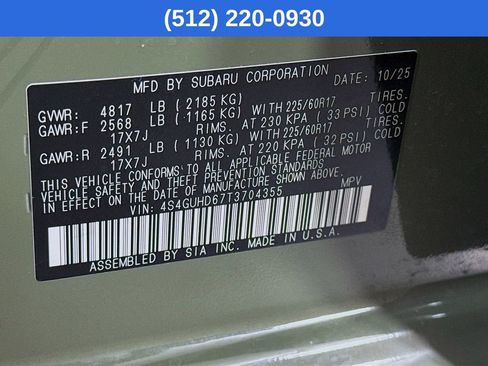 (512) 220-0930
MFD BY SUBARU CORPORATION DATE: 10/25
GVWR: 4817 LB (2185 KG)
GAWR:F 2568 LB (1165 KG) WITH 225/60R17 TIRES.
17X7J RIMS. AT 230 KPA (33 PSI) COLD
GAWR:R 2491 LB (1130 KG) WITH 225/60R17 TIRES.
17X7J RIMS. AT 220 KPA (32 PSI) COLD
THIS VEHICLE CONFORMS TO ALL APPLICABLE FEDERAL MOTOR
VEHICLE SAFETY AND THEFT PREVENTION STANDARDS
IN EFFECT ON THE DATE OF MANUFACTURE SHOWN ABOVE.
VIN: 4S4GUHD67T3704355 MPV
ASSEMBLED BY SIA INC. MADE IN U.S.A.